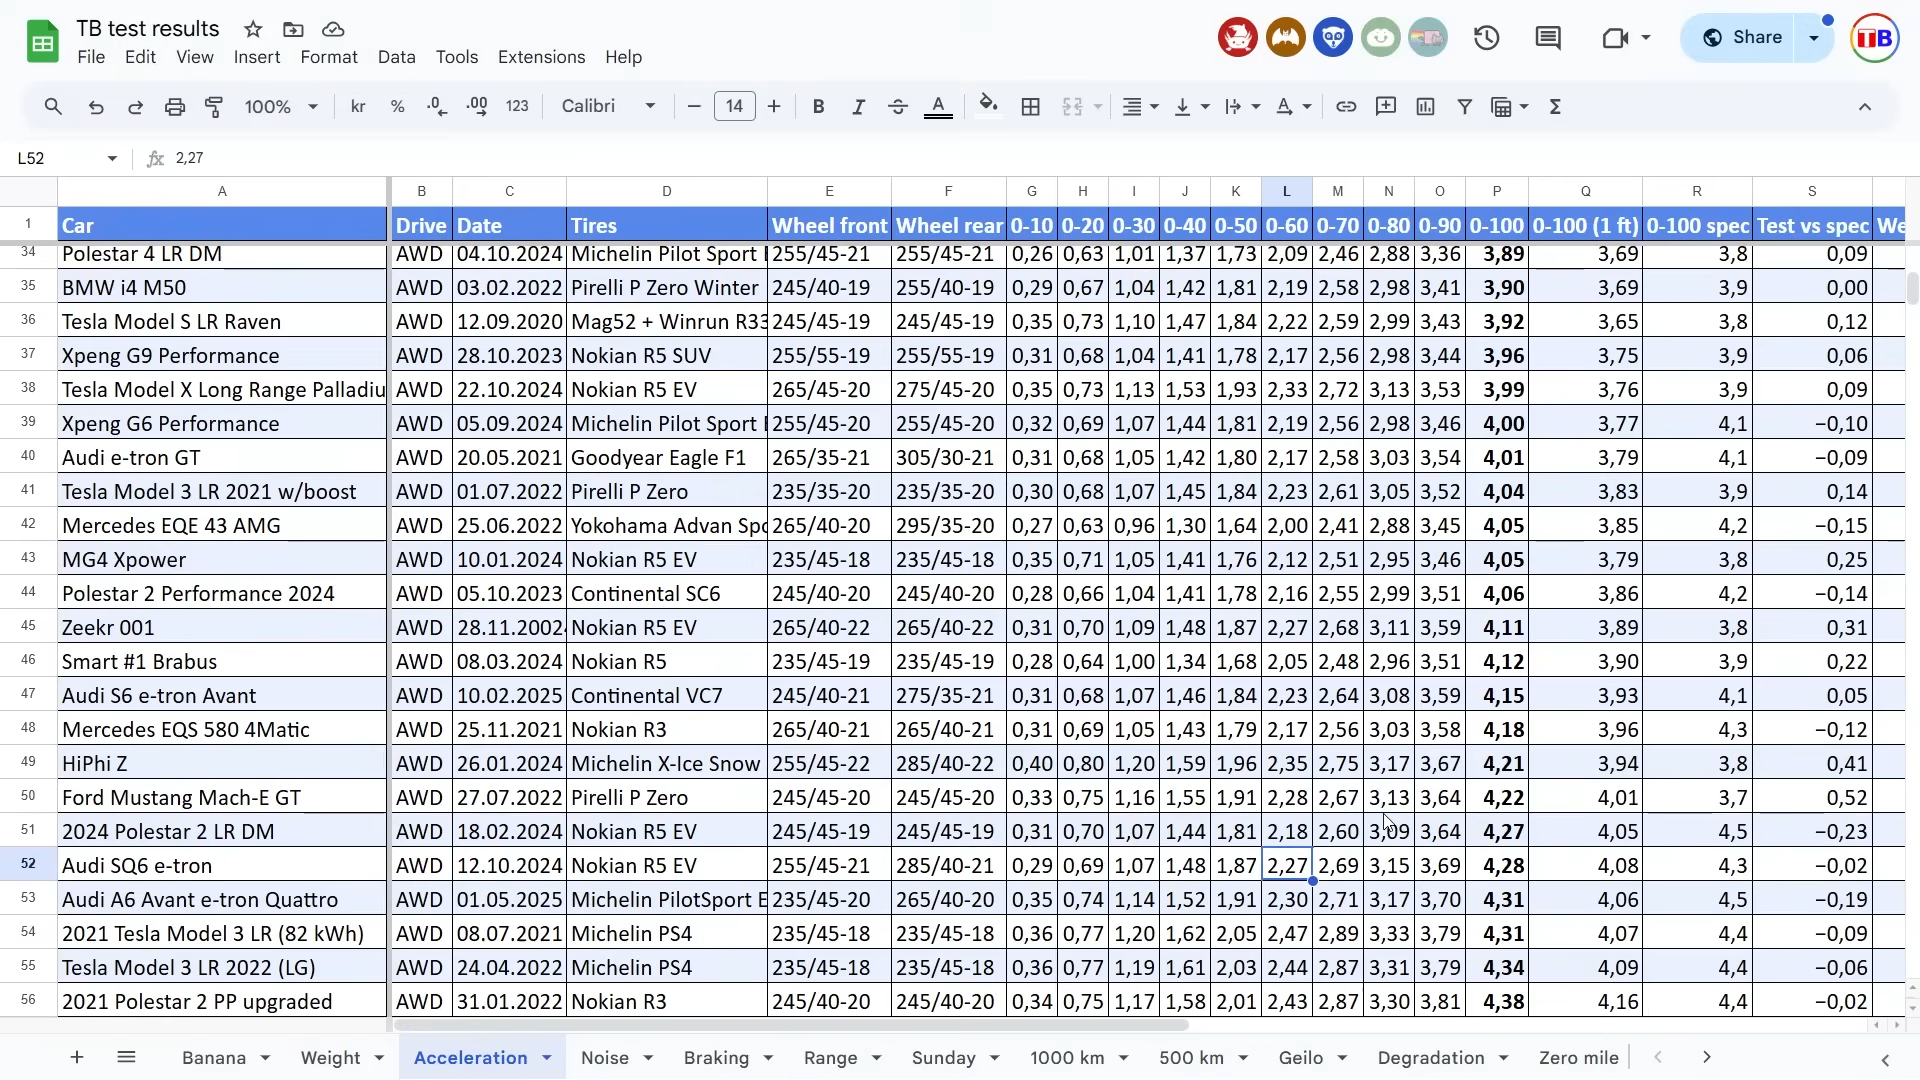 TB test results
File Edit View Insert Format Data Tools Extensions Help
Share
TB
100% kr % .0 .00 123 Calibri 14 B I A
L52 fx 2,27
A B C D E F G H I J K L M N O P Q R S
1 Car Drive Date Tires Wheel front Wheel rear 0-10 0-20 0-30 0-40 0-50 0-60 0-70 0-80 0-90 0-100 0-100 (1 ft) 0-100 spec Test vs spec We
34 Polestar 4 LR DM AWD 04.10.2024 Michelin Pilot Sport 255/45-21 255/45-21 0,26 0,63 1,01 1,37 1,73 2,09 2,46 2,88 3,36 3,89 3,69 3,8 0,09
35 BMW i4 M50 AWD 03.02.2022 Pirelli P Zero Winter 245/40-19 255/40-19 0,29 0,67 1,04 1,42 1,81 2,19 2,58 2,98 3,41 3,90 3,69 3,9 0,00
36 Tesla Model S LR Raven AWD 12.09.2020 Mag52 + Winrun R33 245/45-19 245/45-19 0,35 0,73 1,10 1,47 1,84 2,22 2,59 2,99 3,43 3,92 3,65 3,8 0,12
37 Xpeng G9 Performance AWD 28.10.2023 Nokian R5 SUV 255/55-19 255/55-19 0,31 0,68 1,04 1,41 1,78 2,17 2,56 2,98 3,44 3,96 3,75 3,9 0,06
38 Tesla Model X Long Range Palladiu AWD 22.10.2024 Nokian R5 EV 265/45-20 275/45-20 0,35 0,73 1,13 1,53 1,93 2,33 2,72 3,13 3,53 3,99 3,76 3,9 0,09
39 Xpeng G6 Performance AWD 05.09.2024 Michelin Pilot Sport 255/45-20 255/45-20 0,32 0,69 1,07 1,44 1,81 2,19 2,56 2,98 3,46 4,00 3,77 4,1 −0,10
40 Audi e-tron GT AWD 20.05.2021 Goodyear Eagle F1 265/35-21 305/30-21 0,31 0,68 1,05 1,42 1,80 2,17 2,58 3,03 3,54 4,01 3,79 4,1 −0,09
41 Tesla Model 3 LR 2021 w/boost AWD 01.07.2022 Pirelli P Zero 235/35-20 235/35-20 0,30 0,68 1,07 1,45 1,84 2,23 2,61 3,05 3,52 4,04 3,83 3,9 0,14
42 Mercedes EQE 43 AMG AWD 25.06.2022 Yokohama Advan Spo 265/40-20 295/35-20 0,27 0,63 0,96 1,30 1,64 2,00 2,41 2,88 3,45 4,05 3,85 4,2 −0,15
43 MG4 Xpower AWD 10.01.2024 Nokian R5 EV 235/45-18 235/45-18 0,35 0,71 1,05 1,41 1,76 2,12 2,51 2,95 3,46 4,05 3,79 3,8 0,25
44 Polestar 2 Performance 2024 AWD 05.10.2023 Continental SC6 245/40-20 245/40-20 0,28 0,66 1,04 1,41 1,78 2,16 2,55 2,99 3,51 4,06 3,86 4,2 −0,14
45 Zeekr 001 AWD 28.11.2002 Nokian R5 EV 265/40-22 265/40-22 0,31 0,70 1,09 1,48 1,87 2,27 2,68 3,11 3,59 4,11 3,89 3,8 0,31
46 Smart #1 Brabus AWD 08.03.2024 Nokian R5 235/45-19 235/45-19 0,28 0,64 1,00 1,34 1,68 2,05 2,48 2,96 3,51 4,12 3,90 3,9 0,22
47 Audi S6 e-tron Avant AWD 10.02.2025 Continental VC7 245/40-21 275/35-21 0,31 0,68 1,07 1,46 1,84 2,23 2,64 3,08 3,59 4,15 3,93 4,1 0,05
48 Mercedes EQS 580 4Matic AWD 25.11.2021 Nokian R3 265/40-21 265/40-21 0,31 0,69 1,05 1,43 1,79 2,17 2,56 3,03 3,58 4,18 3,96 4,3 −0,12
49 HiPhi Z AWD 26.01.2024 Michelin X-Ice Snow 255/45-22 285/40-22 0,40 0,80 1,20 1,59 1,96 2,35 2,75 3,17 3,67 4,21 3,94 3,8 0,41
50 Ford Mustang Mach-E GT AWD 27.07.2022 Pirelli P Zero 245/45-20 245/45-20 0,33 0,75 1,16 1,55 1,91 2,28 2,67 3,13 3,64 4,22 4,01 3,7 0,52
51 2024 Polestar 2 LR DM AWD 18.02.2024 Nokian R5 EV 245/45-19 245/45-19 0,31 0,70 1,07 1,44 1,81 2,18 2,60 3,09 3,64 4,27 4,05 4,5 −0,23
52 Audi SQ6 e-tron AWD 12.10.2024 Nokian R5 EV 255/45-21 285/40-21 0,29 0,69 1,07 1,48 1,87 2,27 2,69 3,15 3,69 4,28 4,08 4,3 −0,02
53 Audi A6 Avant e-tron Quattro AWD 01.05.2025 Michelin PilotSport E 235/45-20 265/40-20 0,35 0,74 1,14 1,52 1,91 2,30 2,71 3,17 3,70 4,31 4,06 4,5 −0,19
54 2021 Tesla Model 3 LR (82 kWh) AWD 08.07.2021 Michelin PS4 235/45-18 235/45-18 0,36 0,77 1,20 1,62 2,05 2,47 2,89 3,33 3,79 4,31 4,07 4,4 −0,09
55 Tesla Model 3 LR 2022 (LG) AWD 24.04.2022 Michelin PS4 235/45-18 235/45-18 0,36 0,77 1,19 1,61 2,03 2,44 2,87 3,31 3,79 4,34 4,09 4,4 −0,06
56 2021 Polestar 2 PP upgraded AWD 31.01.2022 Nokian R3 245/40-20 245/40-20 0,34 0,75 1,17 1,58 2,01 2,43 2,87 3,30 3,81 4,38 4,16 4,4 −0,02
Banana Weight Acceleration Noise Braking Range Sunday 1000 km 500 km Geilo Degradation Zero mile